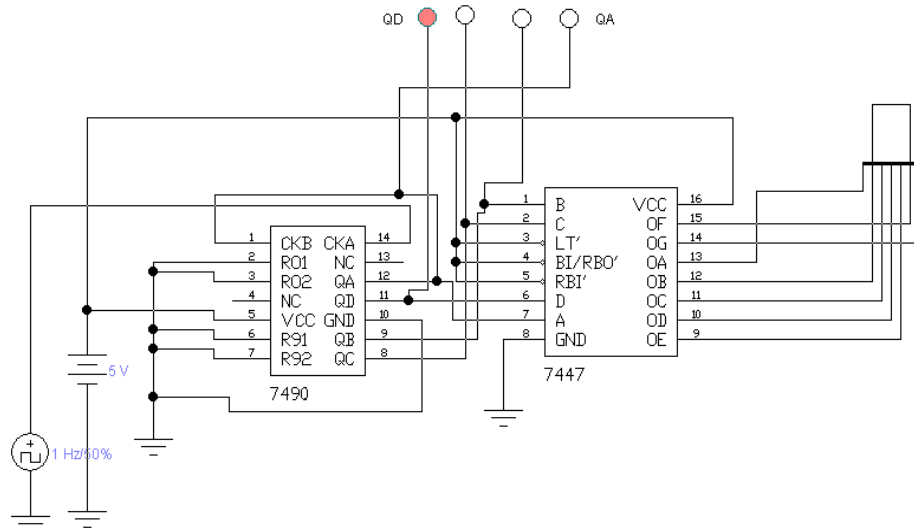 QD QA
1 CKB CKA 14
2 RO1 NC 13
3 RO2 QA 12
4 NC QD 11
5 VCC GND 10
6 R91 QB 9
7 R92 QC 8
7490
1 B VCC 16
2 C OF 15
3 LT' OG 14
4 BI/RBO' OA 13
5 RBI' OB 12
6 D OC 11
7 A OD 10
8 GND OE 9
7447
5 V
1 Hz/50%